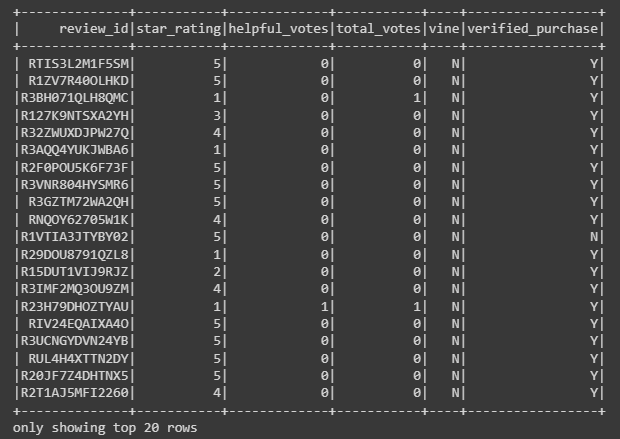 +--------------+-----------+-------------+-----------+----+-----------------+
|     review_id|star_rating|helpful_votes|total_votes|vine|verified_purchase|
+--------------+-----------+-------------+-----------+----+-----------------+
| RTIS3L2M1F5SM|          5|            0|          0|   N|                Y|
| R1ZV7R40OLHKD|          5|            0|          0|   N|                Y|
|R3BH071QLH8QMC|          1|            0|          1|   N|                Y|
|R127K9NTSXA2YH|          3|            0|          0|   N|                Y|
|R32ZWUXDJPW27Q|          4|            0|          0|   N|                Y|
|R3AQQ4YUKJWBA6|          1|            0|          0|   N|                Y|
|R2F0POU5K6F73F|          5|            0|          0|   N|                Y|
|R3VNR804HYSMR6|          5|            0|          0|   N|                Y|
| R3GZTM72WA2QH|          5|            0|          0|   N|                Y|
| RNQOY62705W1K|          4|            0|          0|   N|                Y|
|R1VTIA3JTYBY02|          5|            0|          0|   N|                N|
|R29DOU8791QZL8|          1|            0|          0|   N|                Y|
|R15DUT1VIJ9RJZ|          2|            0|          0|   N|                Y|
|R3IMF2MQ3OU9ZM|          4|            0|          0|   N|                Y|
|R23H79DHOZTYAU|          1|            1|          1|   N|                Y|
| RIV24EQAIXA4O|          5|            0|          0|   N|                Y|
|R3UCNGYDVN24YB|          5|            0|          0|   N|                Y|
| RUL4H4XTTN2DY|          5|            0|          0|   N|                Y|
|R20JF7Z4DHTNX5|          5|            0|          0|   N|                Y|
|R2T1AJ5MFI2260|          4|            0|          0|   N|                Y|
+--------------+-----------+-------------+-----------+----+-----------------+
only showing top 20 rows